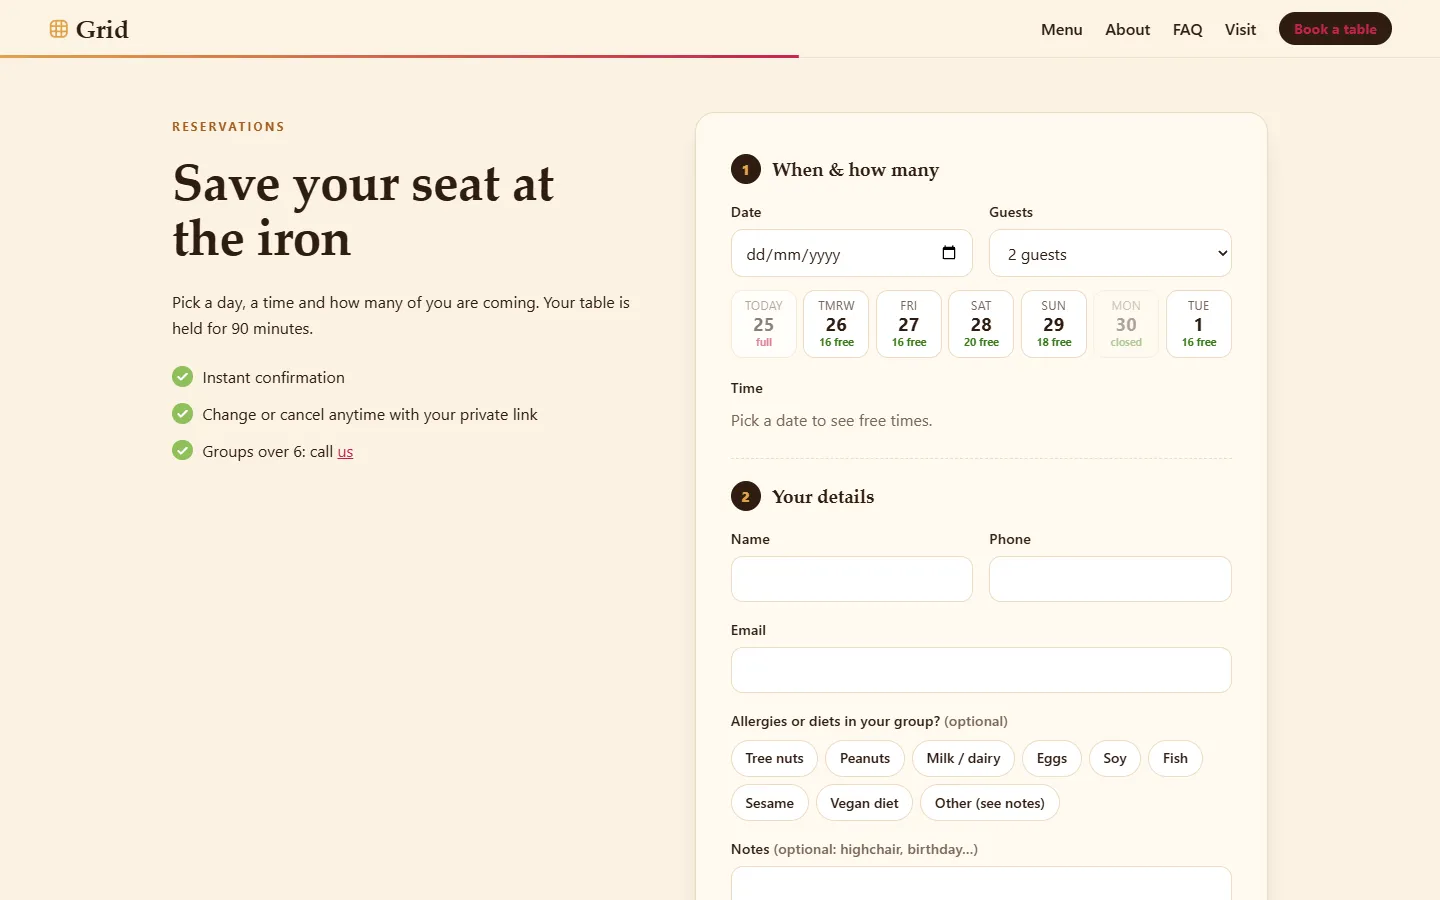 Grid
Menu About FAQ Visit Book a table
RESERVATIONS
Save your seat at
the iron
Pick a day, a time and how many of you are coming. Your table is
held for 90 minutes.
Instant confirmation
Change or cancel anytime with your private link
Groups over 6: call us
1 When & how many
Date Guests
dd/mm/yyyy 2 guests
TODAY TMRW FRI SAT SUN MON TUE
25 26 27 28 29 30 1
full 16 free 16 free 20 free 18 free closed 16 free
Time
Pick a date to see free times.
2 Your details
Name Phone
Email
Allergies or diets in your group? (optional)
Tree nuts Peanuts Milk / dairy Eggs Soy Fish
Sesame Vegan diet Other (see notes)
Notes (optional: highchair, birthday...)